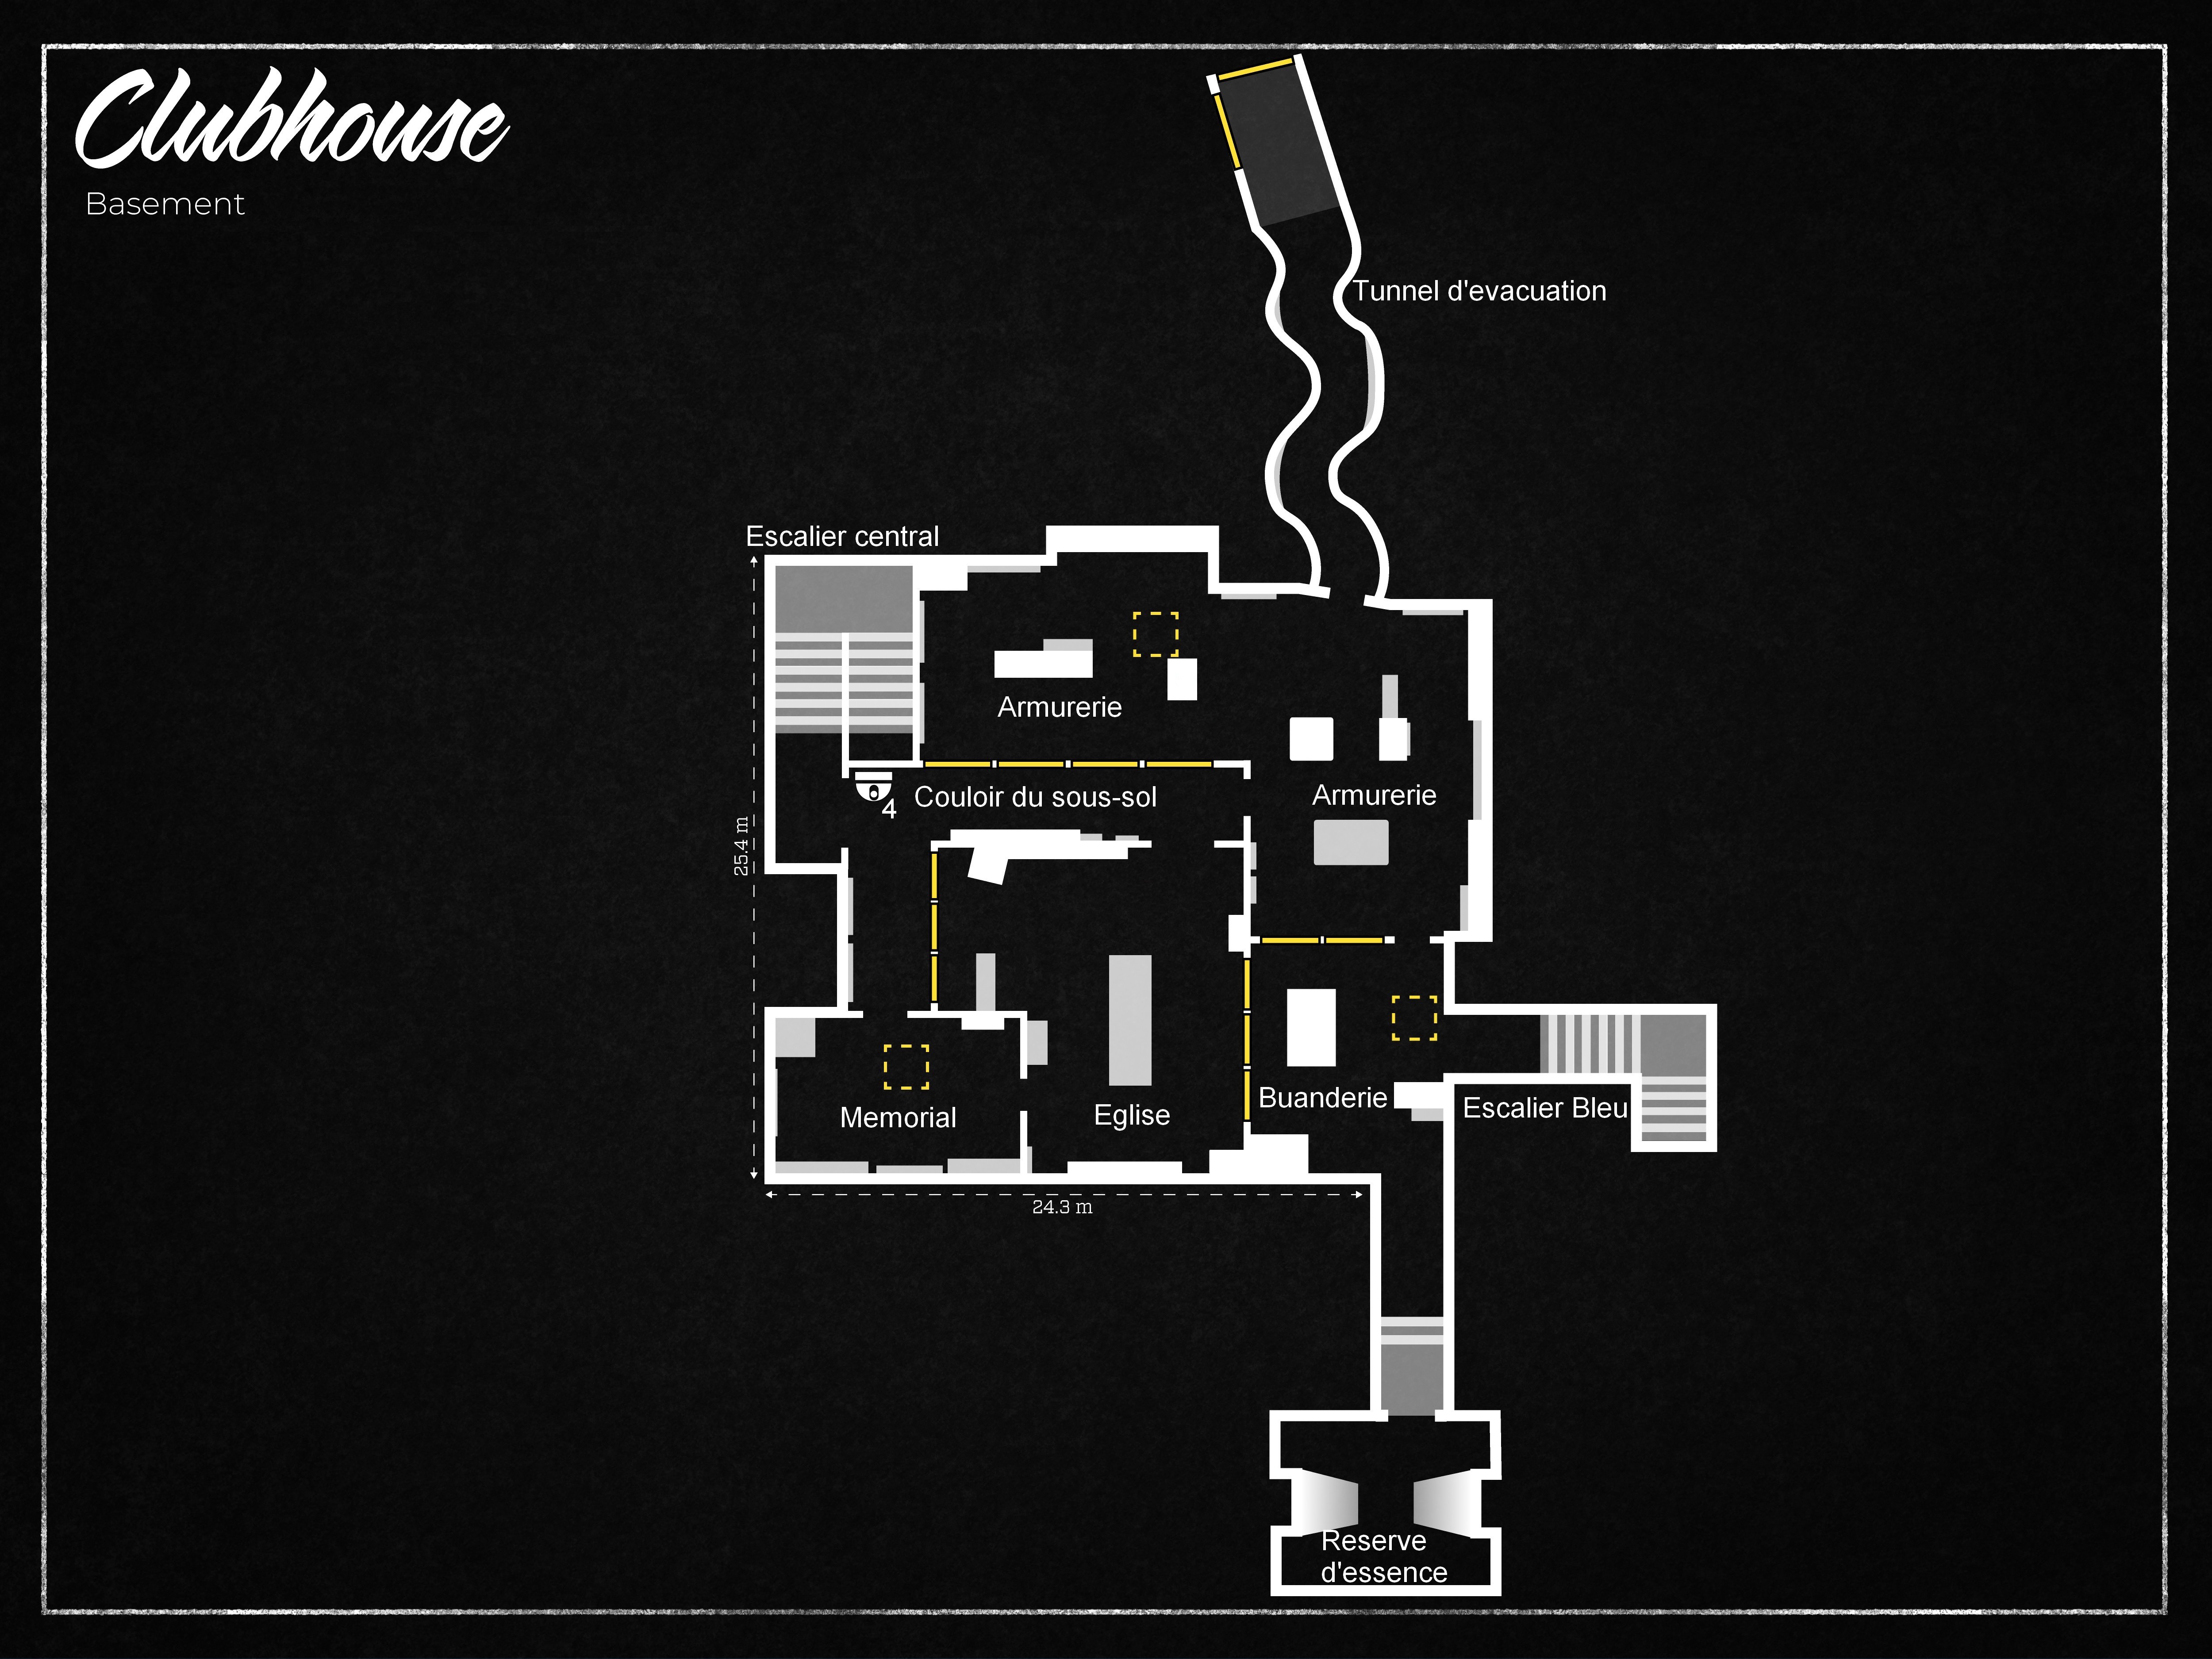 Clubhouse
Basement
Tunnel d'evacuation
Escalier central
Armurerie
Armurerie
Couloir du sous-sol
4
25.4 m
Buanderie
Escalier Bleu
Memorial
Eglise
24.3 m
Reserve
d'essence